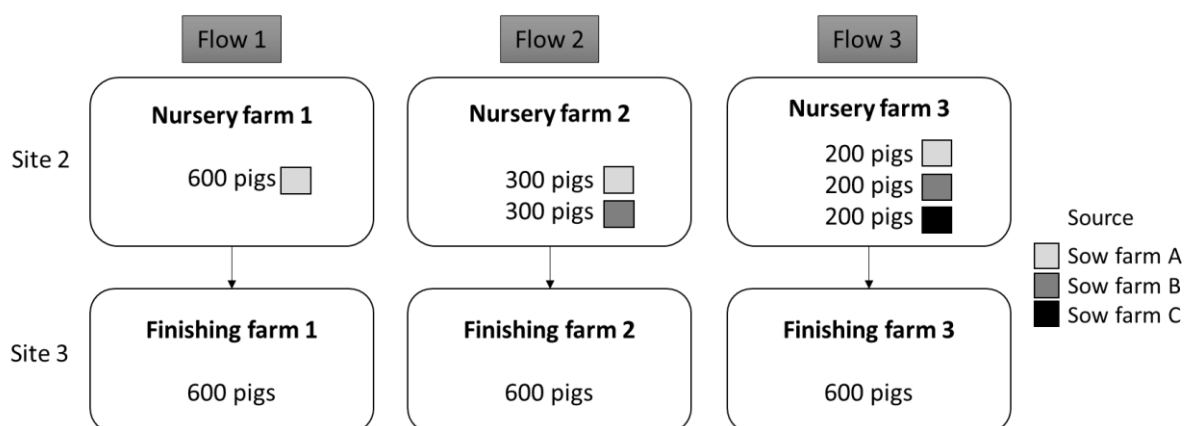 Flow 1
Flow 2
Flow 3
Site 2
Nursery farm 1
600 pigs
Nursery farm 2
300 pigs
300 pigs
Nursery farm 3
200 pigs
200 pigs
200 pigs
Source
Sow farm A
Sow farm B
Sow farm C
Site 3
Finishing farm 1
600 pigs
Finishing farm 2
600 pigs
Finishing farm 3
600 pigs